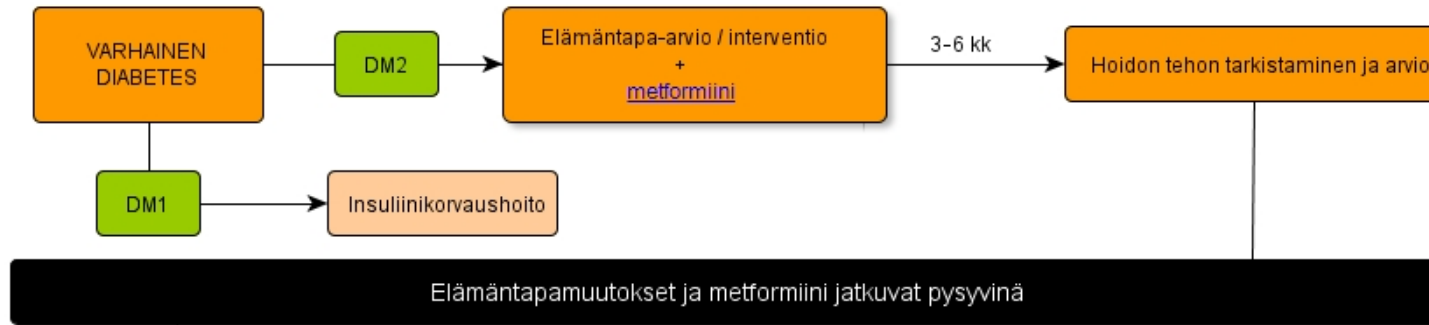 VARHAINEN
DIABETES
DM2
Elämäntapa-arvio / interventio
+
metformiini
3-6 kk
Hoidon tehon tarkistaminen ja arvio
DM1
Insuliinikorvaushoito
Elämäntapamuutokset ja metformiini jatkuvat pysyvinä